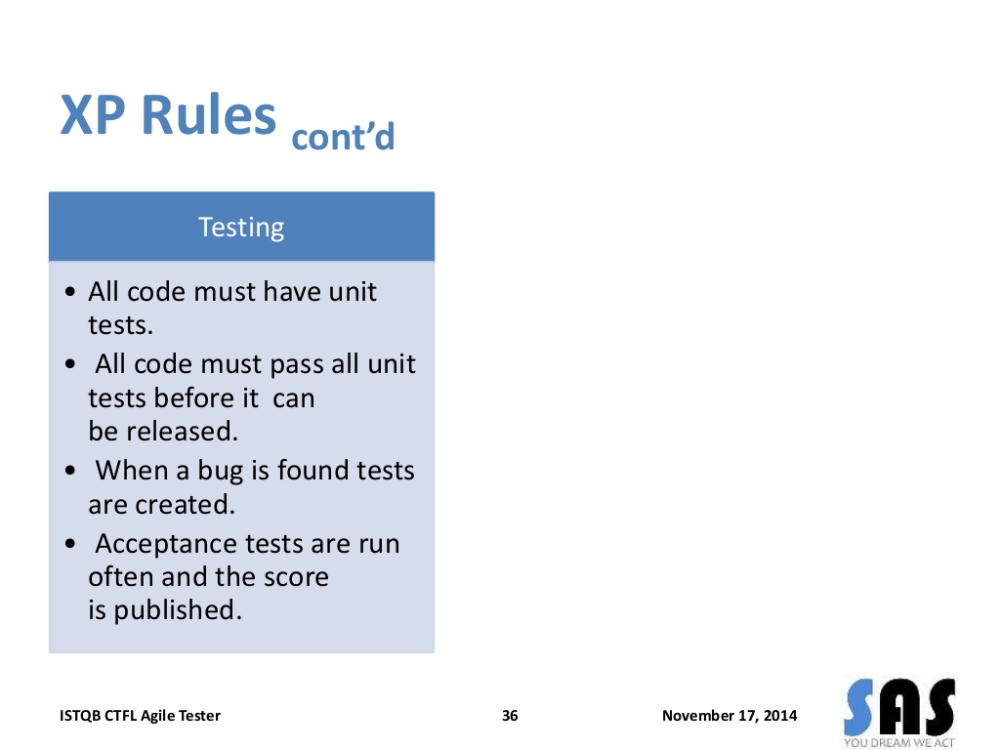 XP Rules cont’d
Testing
• All code must have unit
tests.
• All code must pass all unit
tests before it can
be released.
• When a bug is found tests
are created.
• Acceptance tests are run
often and the score
is published.
ISTQB CTFL Agile Tester
36
November 17, 2014
SAS
YOU DREAM WE ACT